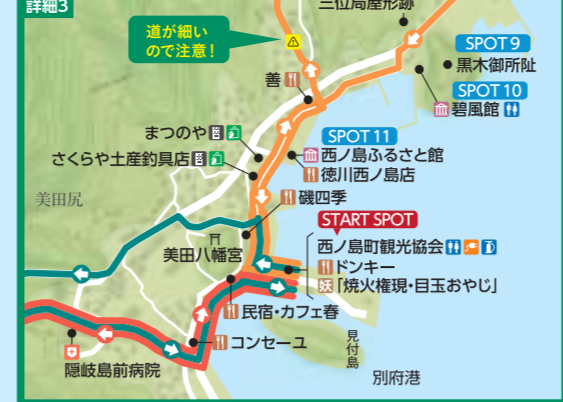 詳細3
三位局屋形跡
道が細い
ので注意!
SPOT 9
黒木御所阯
善
SPOT 10
碧風館
まつのや
SPOT 11
さくらや土産釣具店
西ノ島ふるさと館
徳川西ノ島店
美田尻
磯四季
START SPOT
美田八幡宮
西ノ島町観光協会
ドンキー
妖「焼火権現・目玉おやじ」
民宿・カフェ春
コンセーユ
見付島
隠岐島前病院
別府港